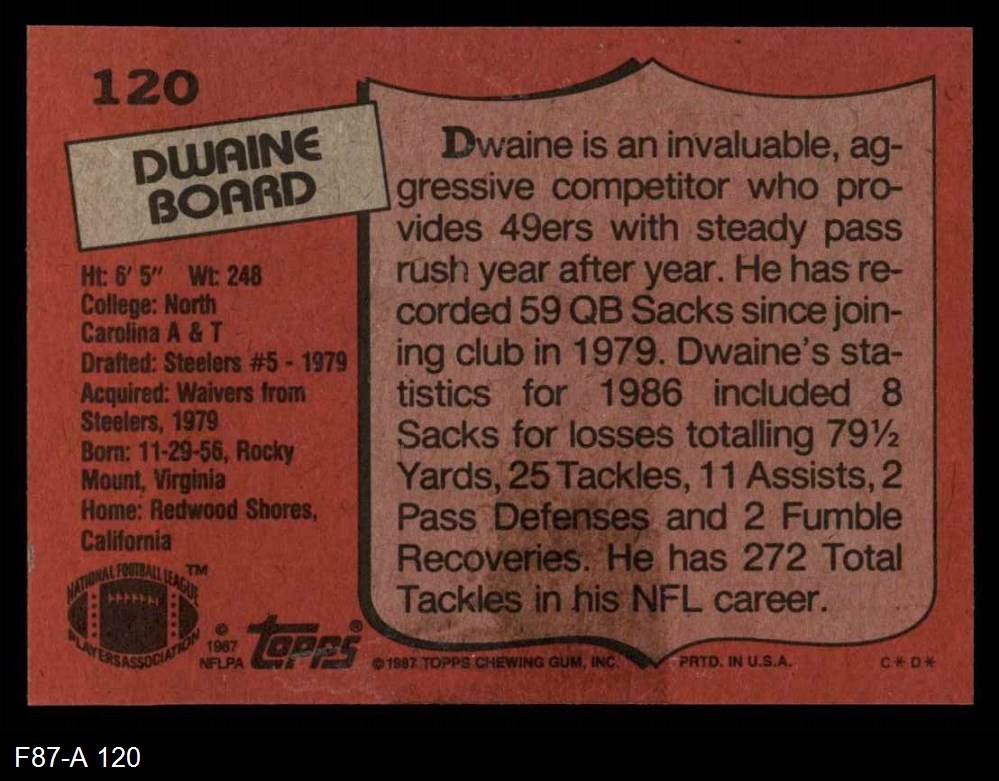 120
DWAINE
BOARD
Ht: 6' 5" Wt: 248
College: North
Carolina A & T
Drafted: Steelers #5 - 1979
Acquired: Waivers from
Steelers, 1979
Born: 11-29-56, Rocky
Mount, Virginia
Home: Redwood Shores,
California
NATIONAL FOOTBALL LEAGUE
PLAYERS ASSOCIATION
TM
©
1987
NFLPA
TOPPS®
Dwaine is an invaluable, ag-
gressive competitor who pro-
vides 49ers with steady pass
rush year after year. He has re-
corded 59 QB Sacks since join-
ing club in 1979. Dwaine's sta-
tistics for 1986 included 8
Sacks for losses totalling 79½
Yards, 25 Tackles, 11 Assists, 2
Pass Defenses and 2 Fumble
Recoveries. He has 272 Total
Tackles in his NFL career.
© 1987 TOPPS CHEWING GUM, INC. PRTD. IN U.S.A. C*D*
F87-A 120